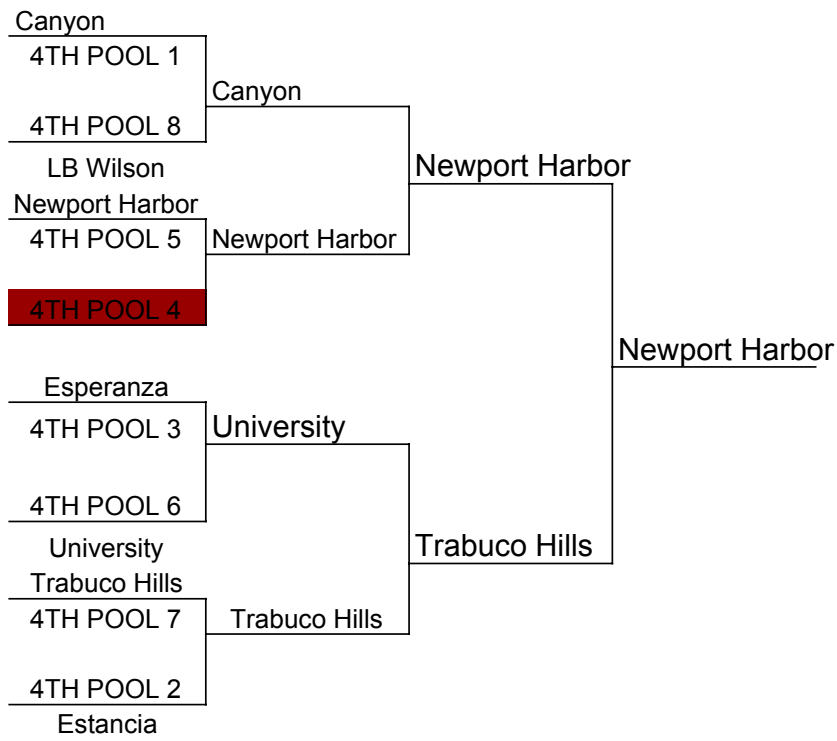 Canyon
4TH POOL 1
Canyon
4TH POOL 8
LB Wilson
Newport Harbor
Newport Harbor
4TH POOL 5
Newport Harbor
4TH POOL 4
Newport Harbor
Esperanza
4TH POOL 3
University
4TH POOL 6
University
Trabuco Hills
Trabuco Hills
4TH POOL 7
Trabuco Hills
4TH POOL 2
Estancia